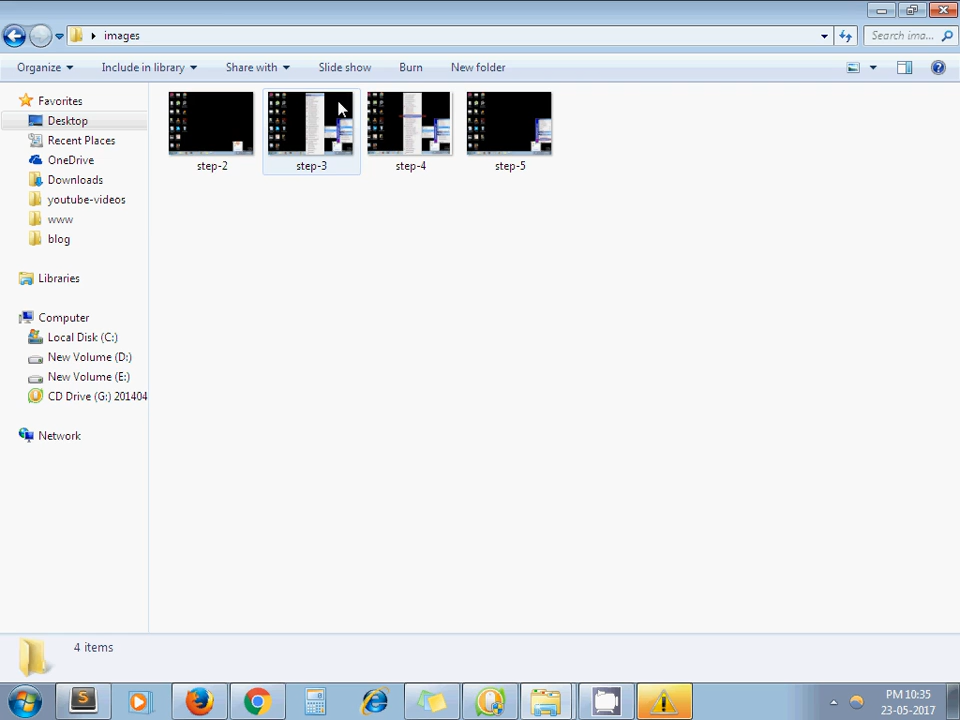 images
Search ima...
Organize
Include in library
Share with
Slide show
Burn
New folder
Favorites
Desktop
Recent Places
OneDrive
Downloads
youtube-videos
www
blog
Libraries
Computer
Local Disk (C:)
New Volume (D:)
New Volume (E:)
CD Drive (G:) 201404
Network
step-2
step-3
step-4
step-5
4 items
PM 10:35
23-05-2017